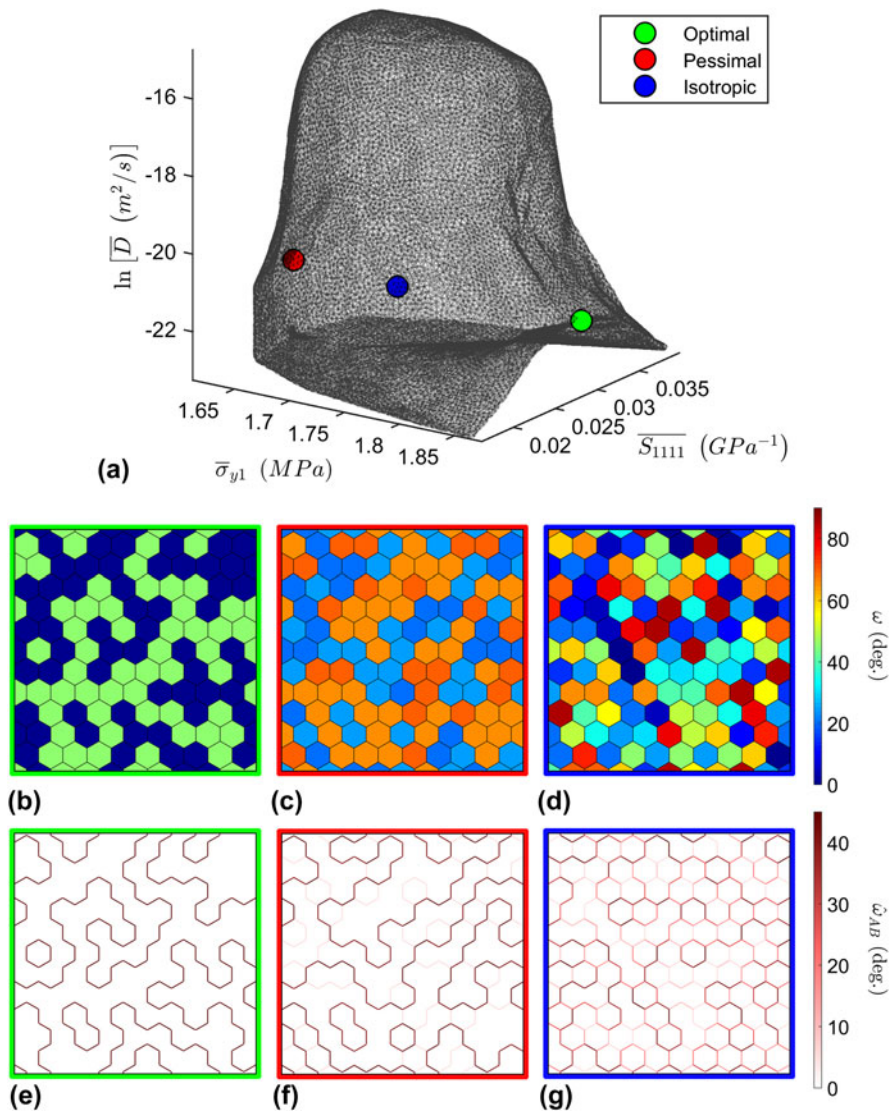 Optimal
Pessimal
Isotropic
-16
-18
-20
-22
ln [D̅ (m²/s)]
1.65
1.7
1.75
1.8
1.85
σ̅y1 (MPa)
0.02
0.025
0.03
0.035
S̅1111 (GPa⁻¹)
(a)
80
60
40
20
0
ω (deg.)
(b)
(c)
(d)
40
30
20
10
0
ώAB (deg.)
(e)
(f)
(g)